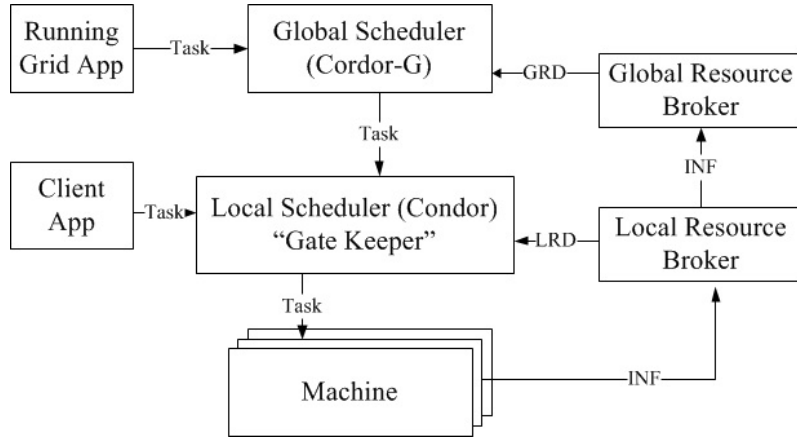 Running
Grid App
Task
Global Scheduler
(Cordor-G)
GRD
Global Resource
Broker
Task
INF
Client
App
Task
Local Scheduler (Condor)
“Gate Keeper”
LRD
Local Resource
Broker
Task
Machine
INF